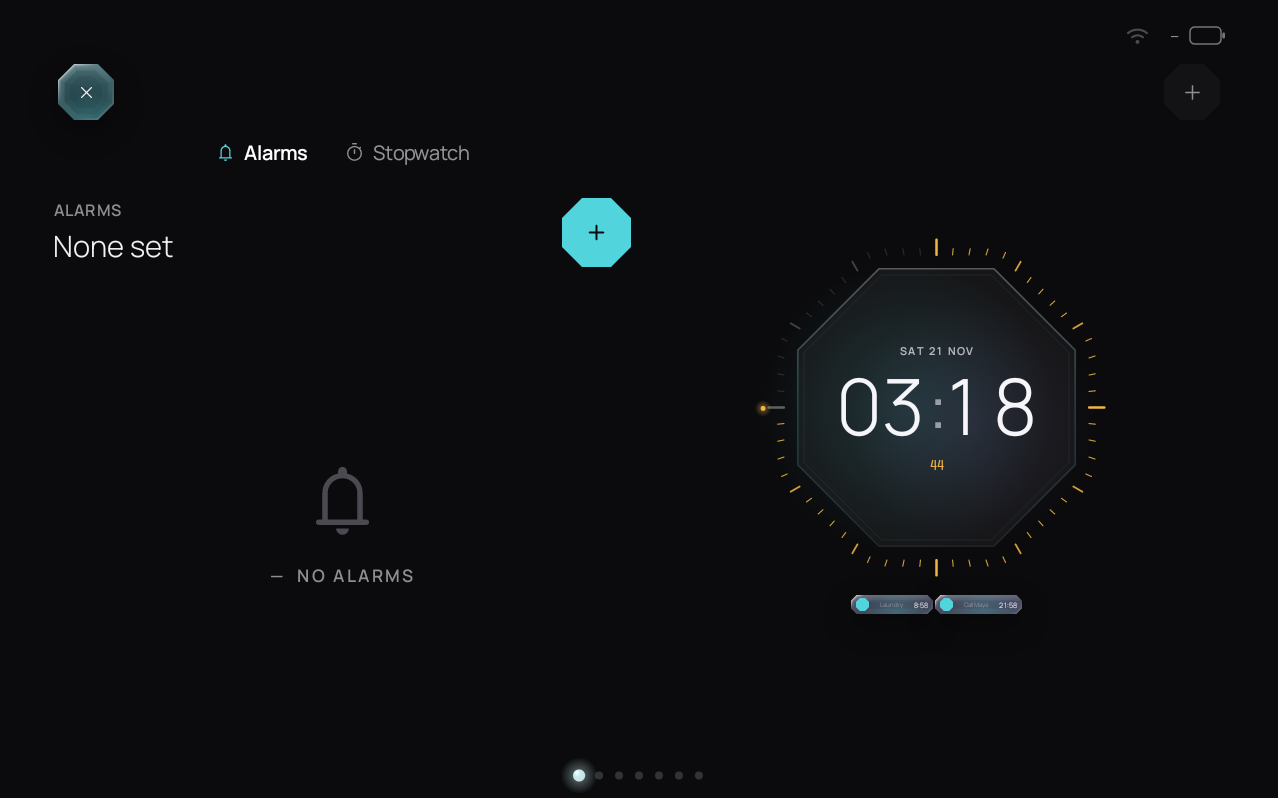 Alarms
Stopwatch
ALARMS
None set
SAT 21 NOV
03:18
44
– NO ALARMS
Laundry 8:58
21:58